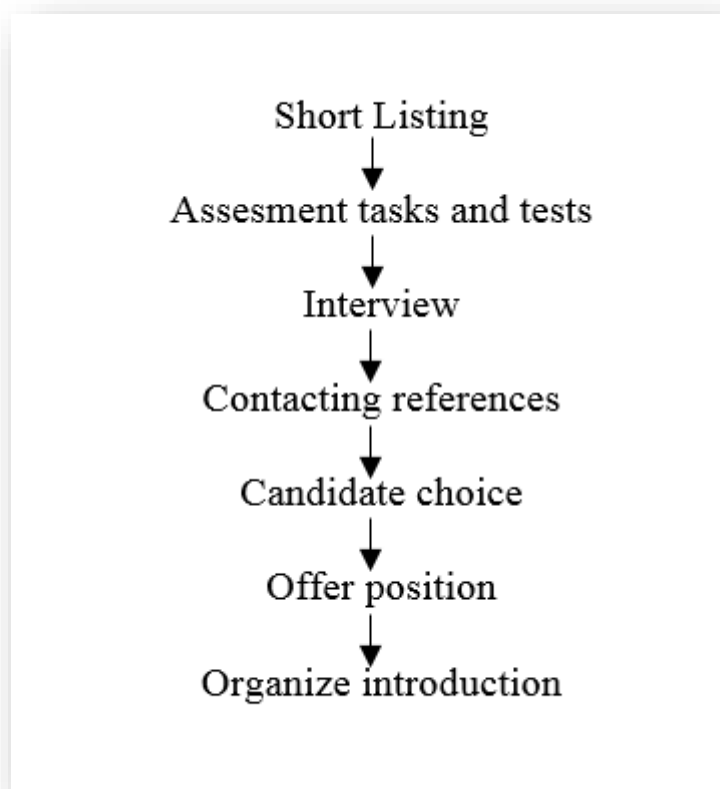 Short Listing
Assesment tasks and tests
Interview
Contacting references
Candidate choice
Offer position
Organize introduction